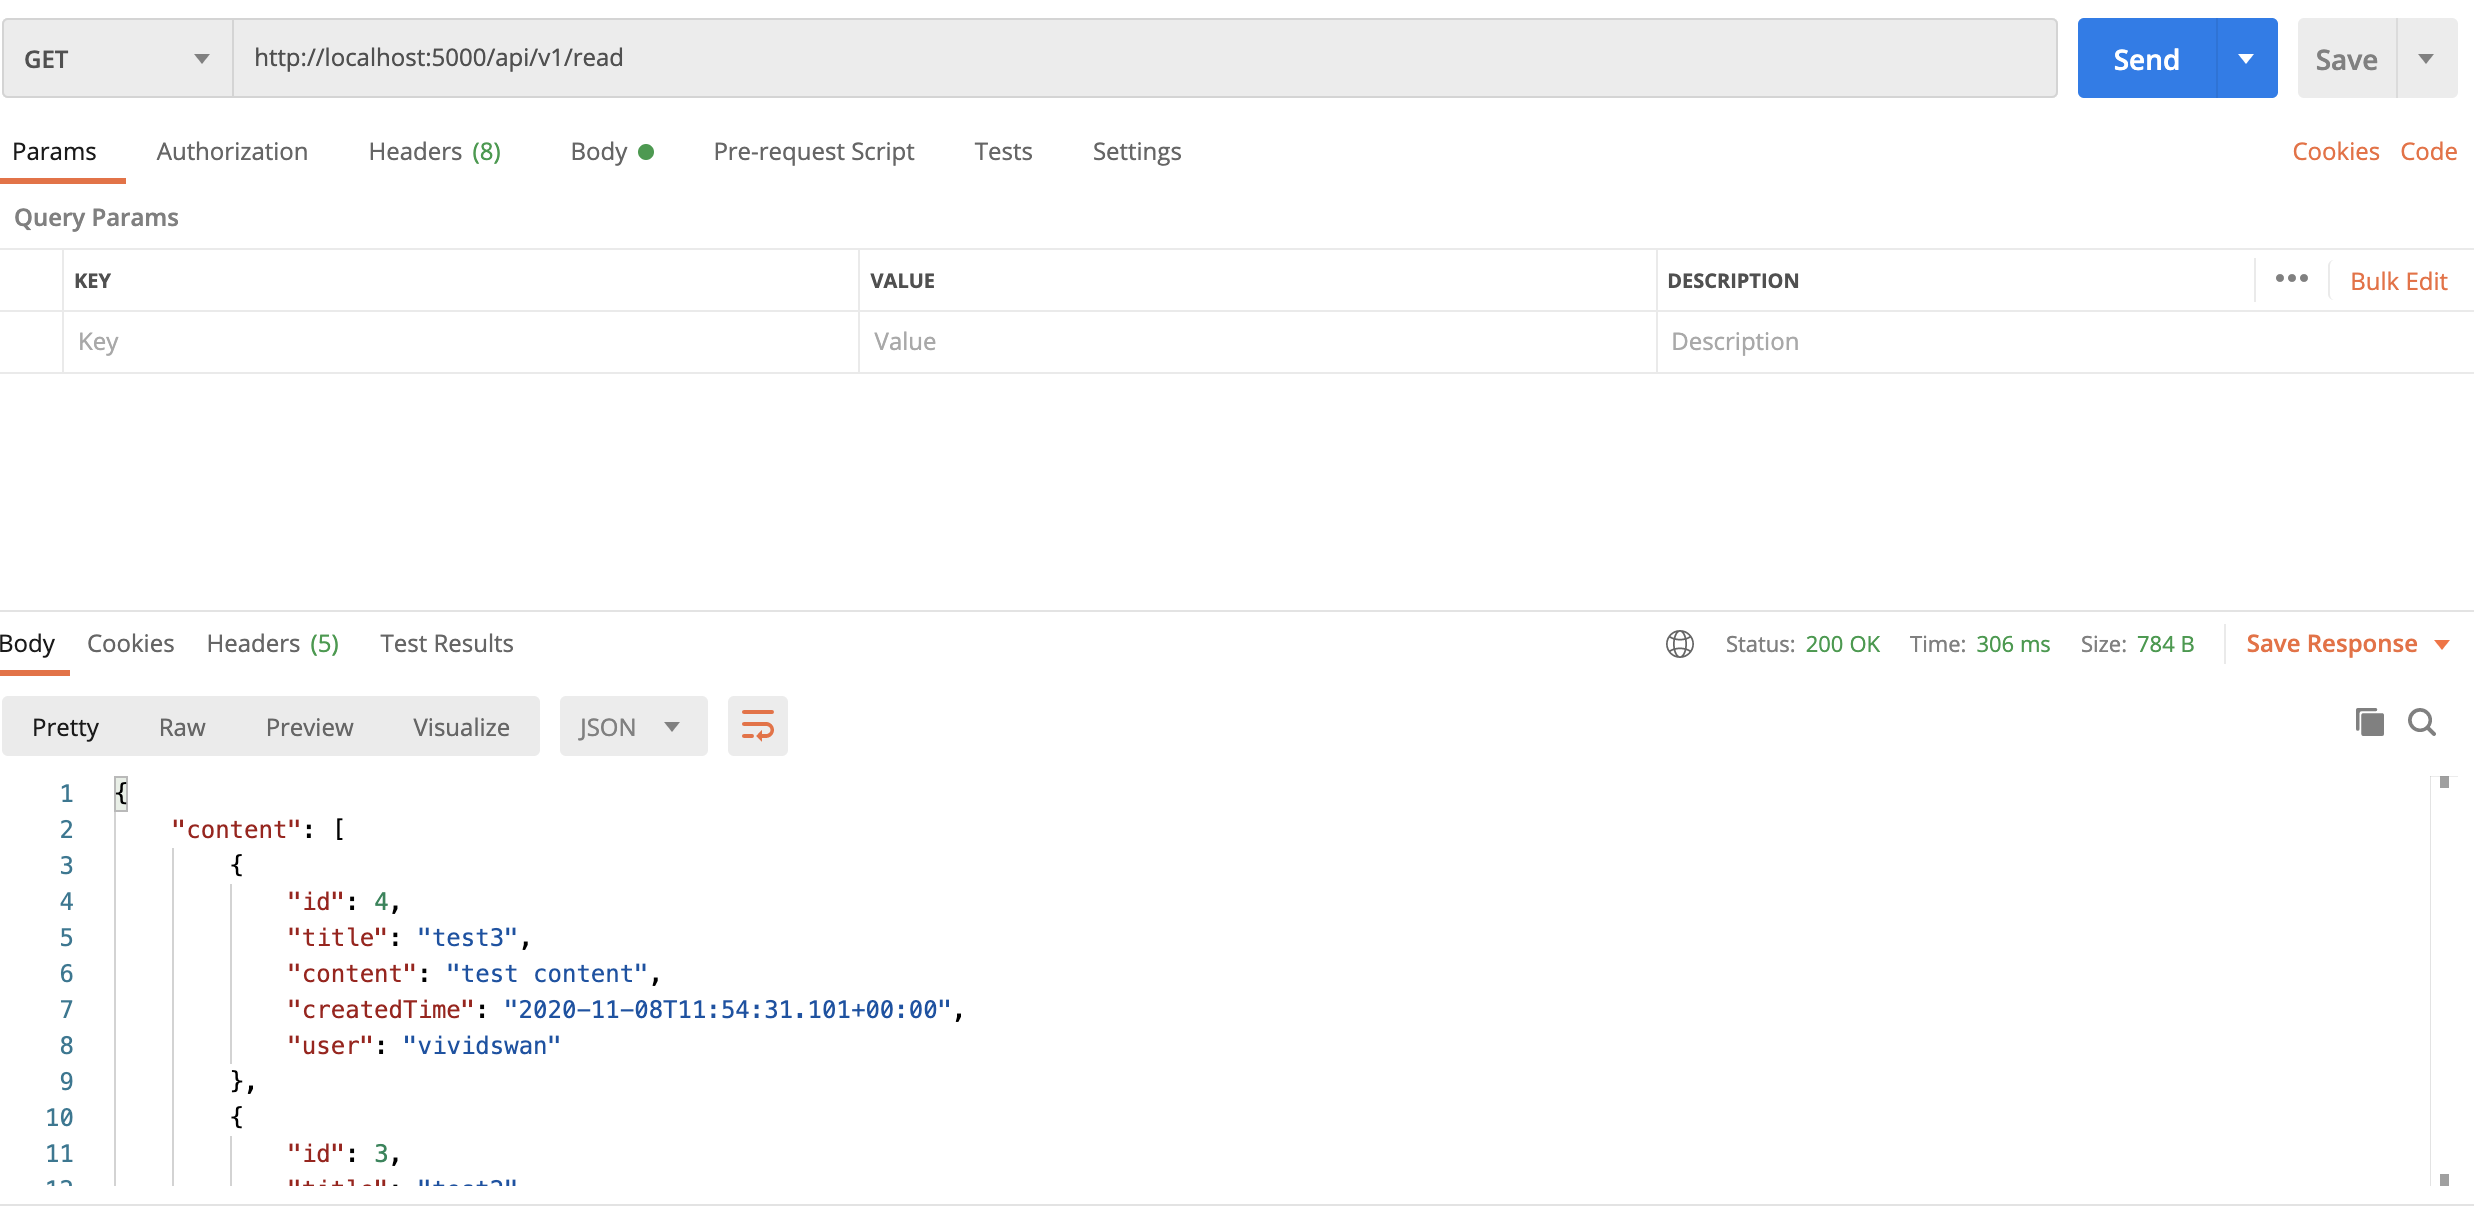 GET http://localhost:5000/api/v1/read Send Save
Params Authorization Headers (8) Body Pre-request Script Tests Settings Cookies Code
Query Params
KEY VALUE DESCRIPTION ••• Bulk Edit
Key Value Description
Body Cookies Headers (5) Test Results Status: 200 OK Time: 306 ms Size: 784 B Save Response
Pretty Raw Preview Visualize JSON
1 {
2 "content": [
3 {
4 "id": 4,
5 "title": "test3",
6 "content": "test content",
7 "createdTime": "2020-11-08T11:54:31.101+00:00",
8 "user": "vividswan"
9 },
10 {
11 "id": 3,